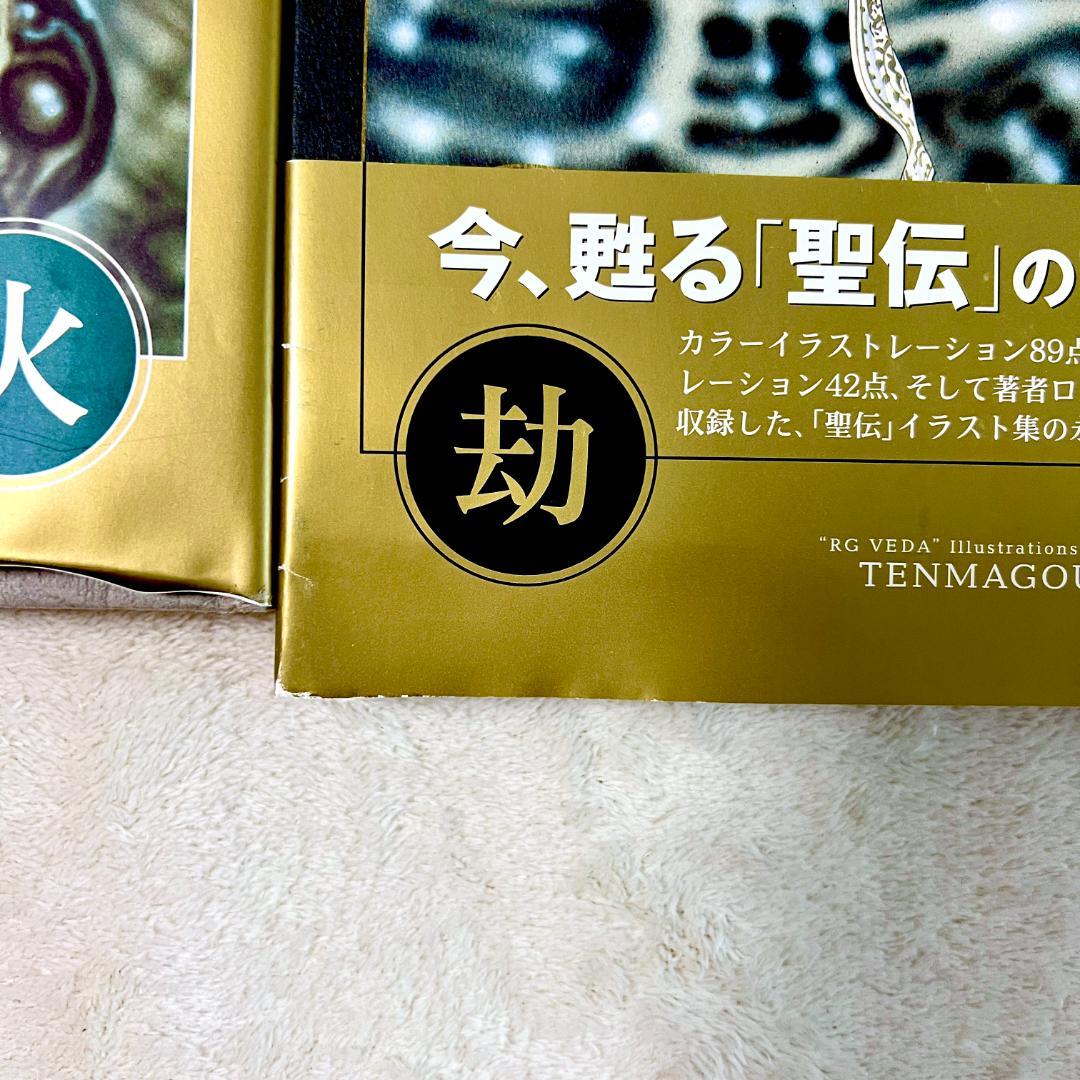 火
今、甦る「聖伝」の
カラーイラストレーション89点
レーション42点、そして著者ロ
収録した、「聖伝」イラスト集の
劫
“RG VEDA” Illustrations
TENMAGOU